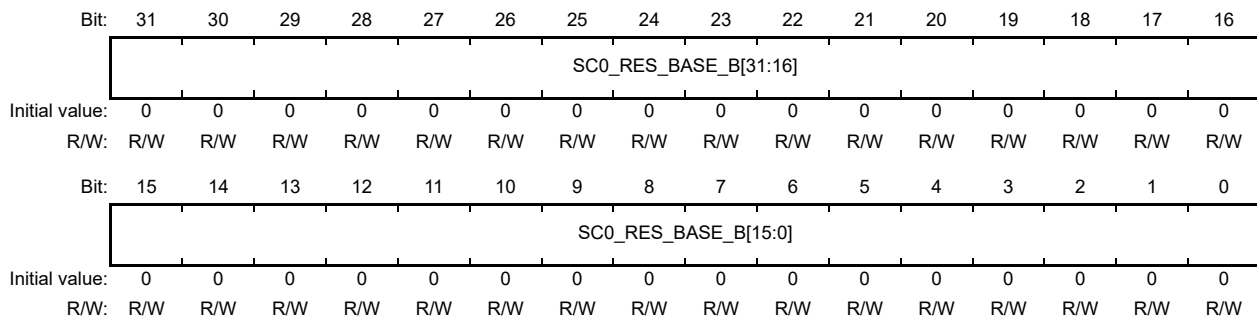 Bit: 31 30 29 28 27 26 25 24 23 22 21 20 19 18 17 16
SC0_RES_BASE_B[31:16]
Initial value: 0 0 0 0 0 0 0 0 0 0 0 0 0 0 0 0
R/W: R/W R/W R/W R/W R/W R/W R/W R/W R/W R/W R/W R/W R/W R/W R/W R/W
Bit: 15 14 13 12 11 10 9 8 7 6 5 4 3 2 1 0
SC0_RES_BASE_B[15:0]
Initial value: 0 0 0 0 0 0 0 0 0 0 0 0 0 0 0 0
R/W: R/W R/W R/W R/W R/W R/W R/W R/W R/W R/W R/W R/W R/W R/W R/W R/W